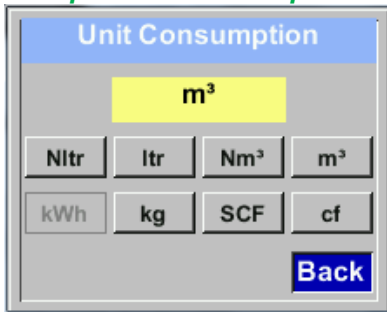 Unit Consumption
m³
Nltr ltr Nm³ m³
kWh kg SCF cf
Back